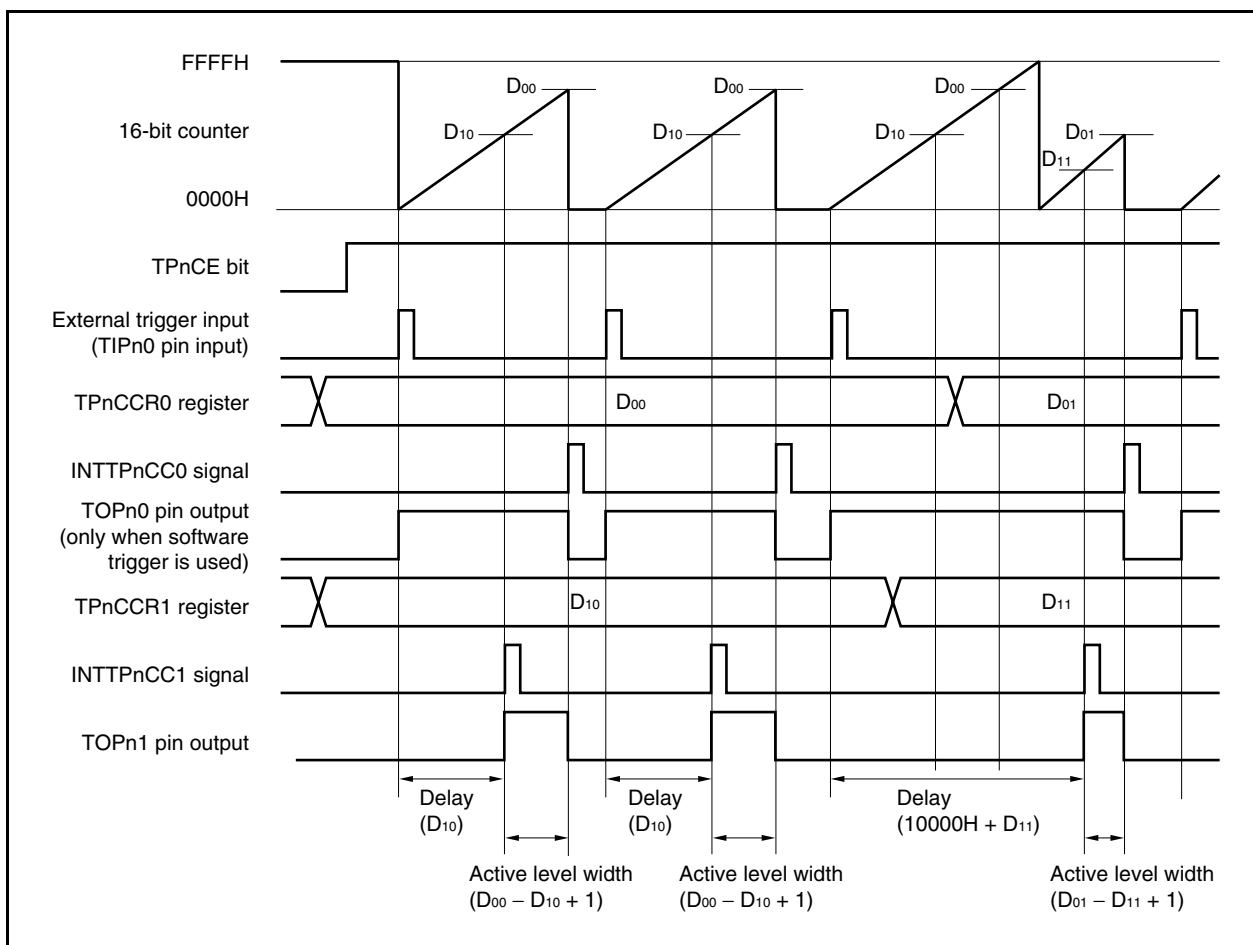 FFFFH
D00
D00
D00
16-bit counter
D10
D10
D10
D01
D11
0000H
TPnCE bit
External trigger input
(TIPn0 pin input)
TPnCCR0 register
D00
D01
INTTPnCC0 signal
TOPn0 pin output
(only when software
trigger is used)
TPnCCR1 register
D10
D11
INTTPnCC1 signal
TOPn1 pin output
Delay
(D10)
Delay
(D10)
Delay
(10000H + D11)
Active level width
(D00 − D10 + 1)
Active level width
(D00 − D10 + 1)
Active level width
(D01 − D11 + 1)